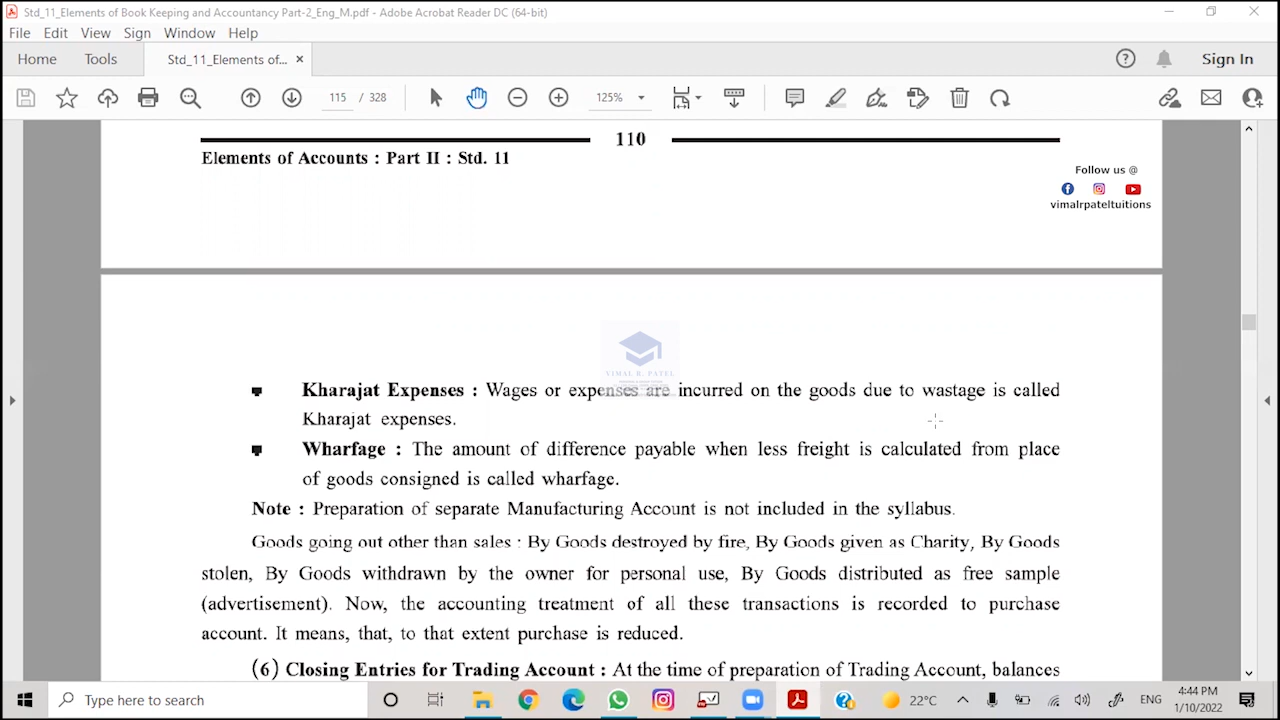 Std_11_Elements of Book Keeping and Accountancy Part-2_Eng_M.pdf - Adobe Acrobat Reader DC (64-bit)
File Edit View Sign Window Help
Home Tools Std_11_Elements of... × Sign In
115 / 328 125%
110
Elements of Accounts : Part II : Std. 11
Follow us @
vimalrpateltuitions
VIMAL R. PATEL
Kharajat Expenses : Wages or expenses are incurred on the goods due to wastage is called
Kharajat expenses.
Wharfage : The amount of difference payable when less freight is calculated from place
of goods consigned is called wharfage.
Note : Preparation of separate Manufacturing Account is not included in the syllabus.
Goods going out other than sales : By Goods destroyed by fire, By Goods given as Charity, By Goods
stolen, By Goods withdrawn by the owner for personal use, By Goods distributed as free sample
(advertisement). Now, the accounting treatment of all these transactions is recorded to purchase
account. It means, that, to that extent purchase is reduced.
(6) Closing Entries for Trading Account : At the time of preparation of Trading Account, balances
Type here to search
22°C ENG 4:44 PM
1/10/2022